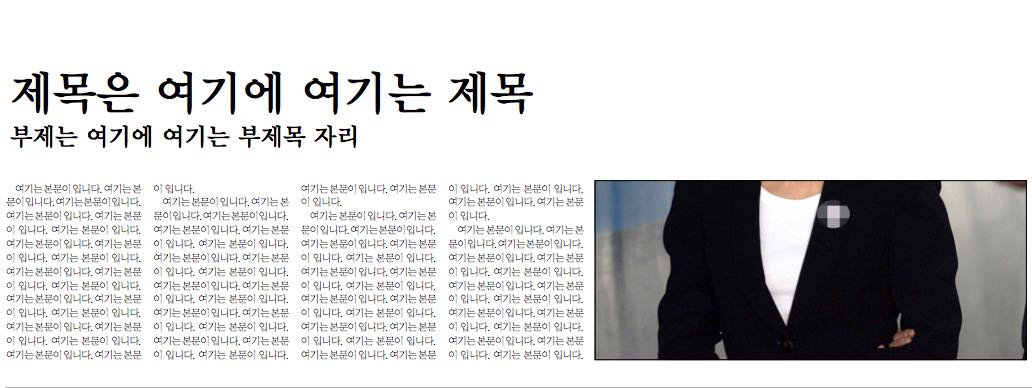 제목은 여기에 여기는 제목
부제는 여기에 여기는 부제목 자리
여기는 본문이 입니다. 여기는 본
문이 입니다. 여기는 본문이 입니다.
여기는 본문이 입니다. 여기는 본문
이 입니다. 여기는 본문이 입니다.
여기는 본문이 입니다. 여기는 본문
이 입니다. 여기는 본문이 입니다.
여기는 본문이 입니다. 여기는 본문
이 입니다. 여기는 본문이 입니다.
여기는 본문이 입니다. 여기는 본문
이 입니다. 여기는 본문이 입니다.
여기는 본문이 입니다. 여기는 본문
이 입니다. 여기는 본문이 입니다.
여기는 본문이 입니다. 여기는 본문
이 입니다.
여기는 본문이 입니다. 여기는 본
문이 입니다. 여기는 본문이 입니다.
여기는 본문이 입니다. 여기는 본문
이 입니다. 여기는 본문이 입니다.
여기는 본문이 입니다. 여기는 본문
이 입니다. 여기는 본문이 입니다.
여기는 본문이 입니다. 여기는 본문
이 입니다. 여기는 본문이 입니다.
여기는 본문이 입니다. 여기는 본문
이 입니다. 여기는 본문이 입니다.
여기는 본문이 입니다. 여기는 본문
이 입니다. 여기는 본문이 입니다.
여기는 본문이 입니다. 여기는 본문
이 입니다.
여기는 본문이 입니다. 여기는 본
문이 입니다. 여기는 본문이 입니다.
여기는 본문이 입니다. 여기는 본문
이 입니다. 여기는 본문이 입니다.
여기는 본문이 입니다. 여기는 본문
이 입니다. 여기는 본문이 입니다.
여기는 본문이 입니다. 여기는 본문
이 입니다. 여기는 본문이 입니다.
여기는 본문이 입니다. 여기는 본문
이 입니다. 여기는 본문이 입니다.
여기는 본문이 입니다. 여기는 본문
이 입니다. 여기는 본문이 입니다.
여기는 본문이 입니다. 여기는 본문
이 입니다.
여기는 본문이 입니다. 여기는 본
문이 입니다. 여기는 본문이 입니다.
여기는 본문이 입니다. 여기는 본문
이 입니다. 여기는 본문이 입니다.
여기는 본문이 입니다. 여기는 본문
이 입니다. 여기는 본문이 입니다.
여기는 본문이 입니다. 여기는 본문
이 입니다. 여기는 본문이 입니다.
여기는 본문이 입니다. 여기는 본문
이 입니다. 여기는 본문이 입니다.